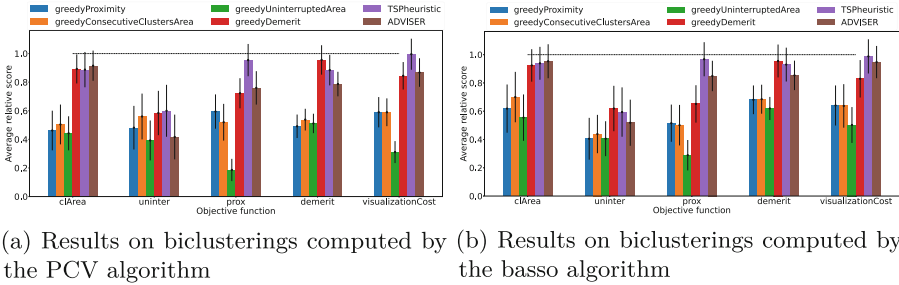 greedyProximity
greedyUninterruptedArea
TSPheuristic
greedyConsecutiveClustersArea
greedyDemerit
ADVISER
Average relative score
1.0
0.8
0.6
0.4
0.2
0.0
clArea
uninter
prox
demerit
visualizationCost
Objective function
(a) Results on biclusterings computed by
the PCV algorithm
greedyProximity
greedyUninterruptedArea
TSPheuristic
greedyConsecutiveClustersArea
greedyDemerit
ADVISER
Average relative score
1.0
0.8
0.6
0.4
0.2
0.0
clArea
uninter
prox
demerit
visualizationCost
Objective function
(b) Results on biclusterings computed by
the basso algorithm